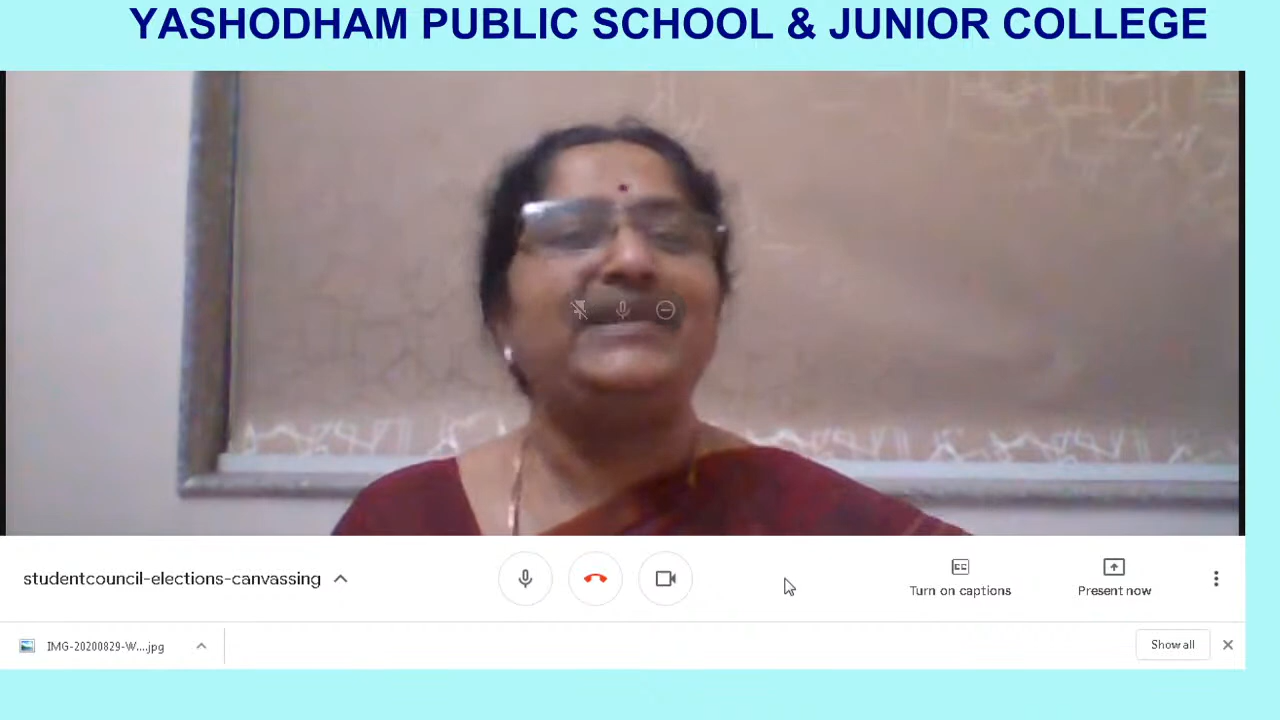 YASHODHAM PUBLIC SCHOOL & JUNIOR COLLEGE
studentcouncil-elections-canvassing
Turn on captions
Present now
IMG-20200829-W....jpg
Show all